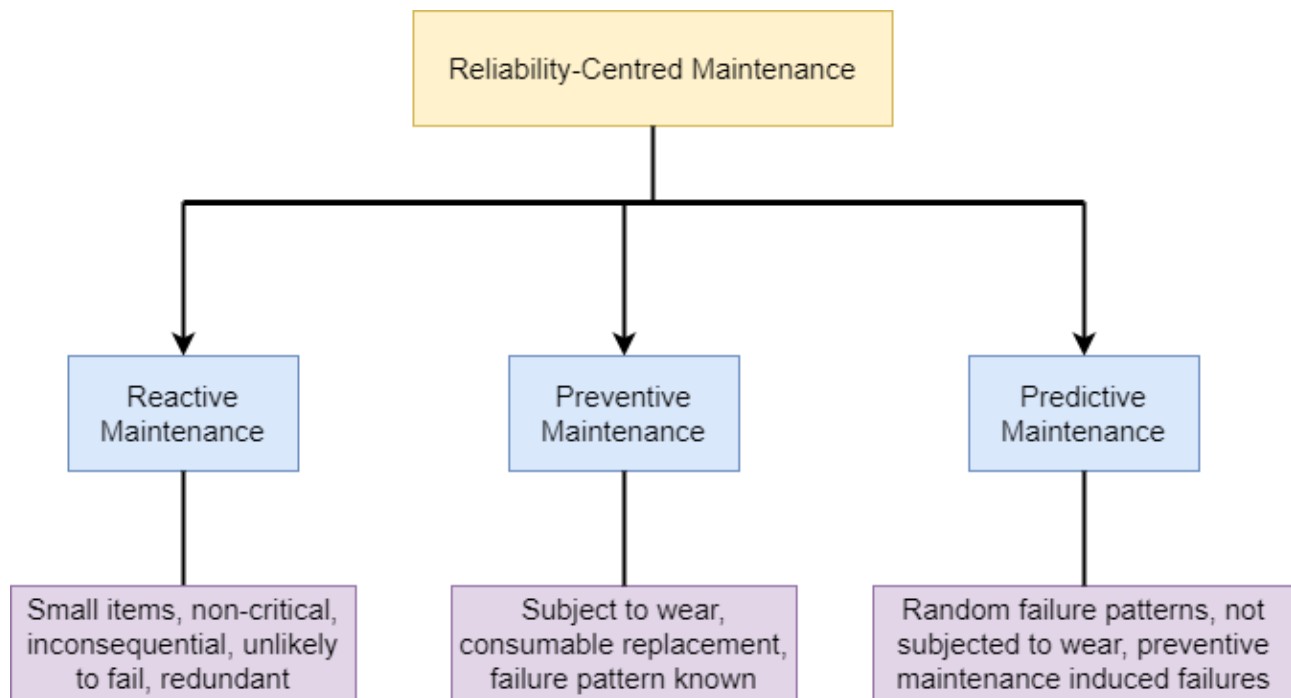 Reliability-Centred Maintenance
Reactive
Maintenance
Preventive
Maintenance
Predictive
Maintenance
Small items, non-critical,
inconsequential, unlikely
to fail, redundant
Subject to wear,
consumable replacement,
failure pattern known
Random failure patterns, not
subjected to wear, preventive
maintenance induced failures